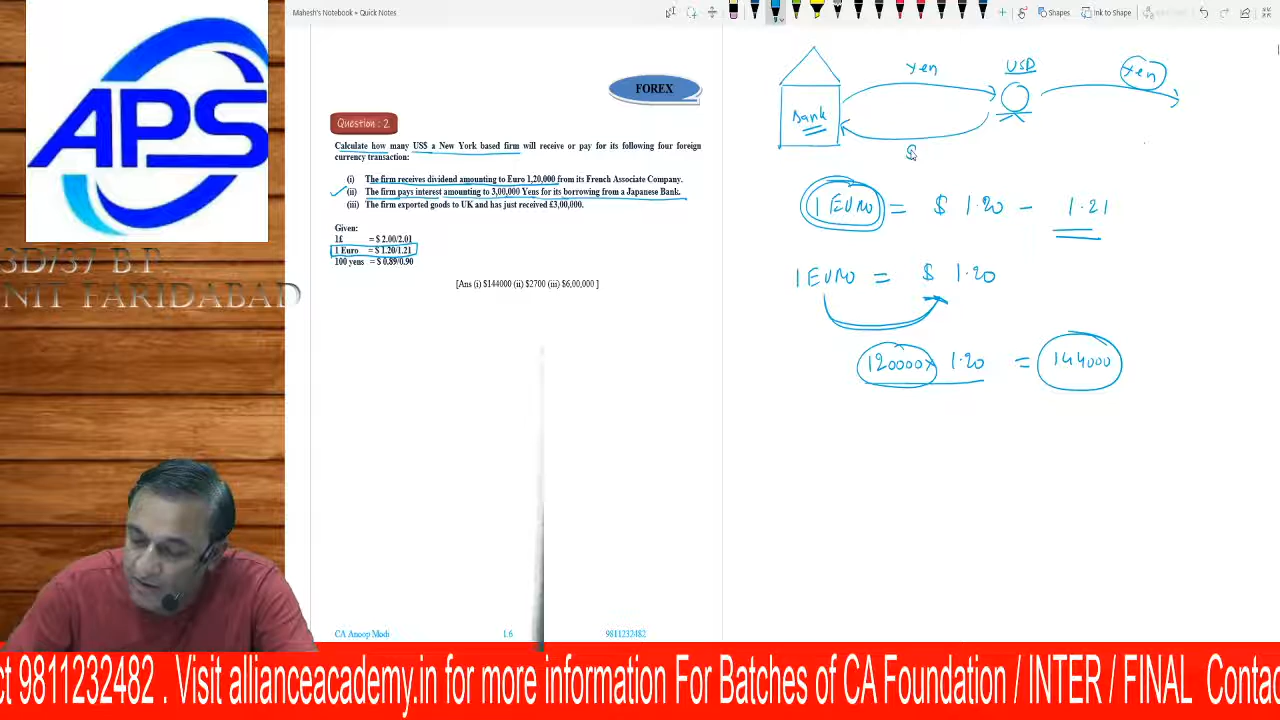 APS
3D/37 B.P.
NIT FARIDABAD
Mahesh's Notebook » Quick Notes
Shapes
Ink to Shape
FOREX
Question : 2
Calculate how many US$ a New York based firm will receive or pay for its following four foreign
currency transaction:
(i) The firm receives dividend amounting to Euro 1,20,000 from its French Associate Company.
(ii) The firm pays interest amounting to 3,00,000 Yens for its borrowing from a Japanese Bank.
(iii) The firm exported goods to UK and has just received £3,00,000.
Given:
1£ = $ 2.00/2.01
1 Euro = $ 1.20/1.21
100 yens = $ 0.89/0.90
[Ans (i) $144000 (ii) $2700 (iii) $6,00,000 ]
CA Anoop Modi 1.6 9811232482
Bank
Yen
USD
Yen
$
1 EURO = $ 1.20 - 1.21
1 EURO = $ 1.20
120000 × 1.20 = 144000
ct 9811232482 . Visit allianceacademy.in for more information For Batches of CA Foundation / INTER / FINAL Contac